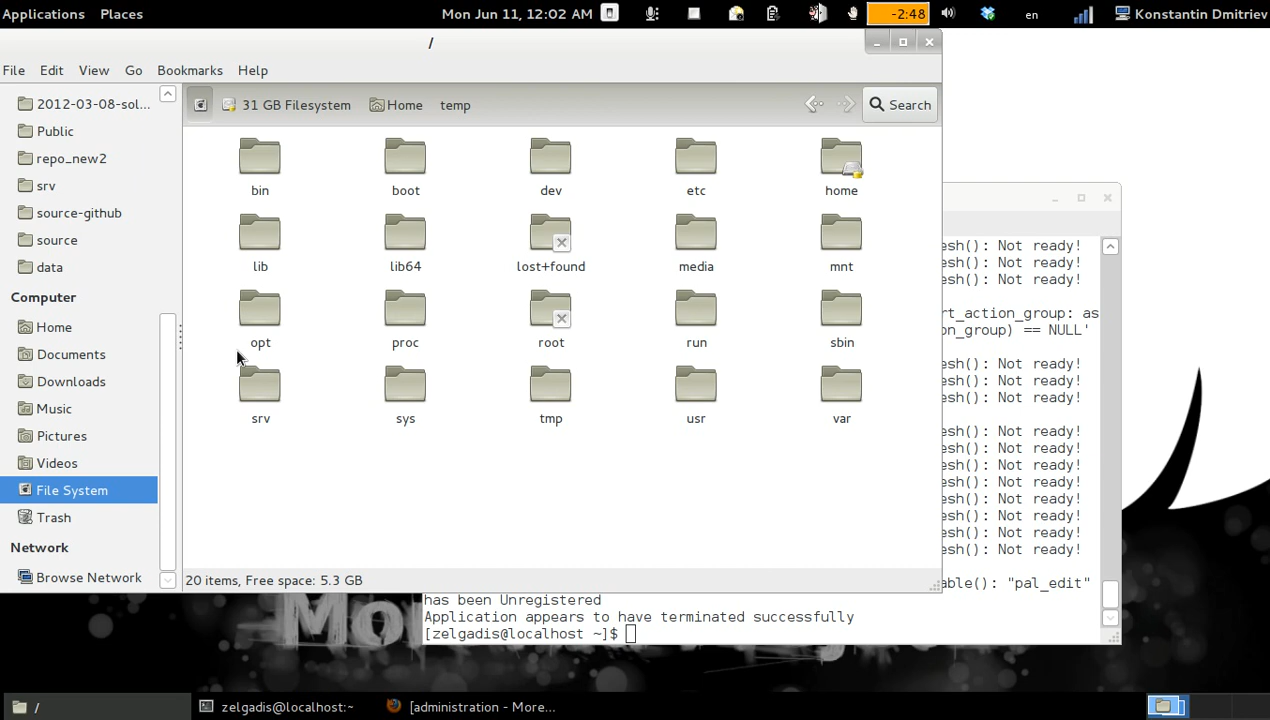 Applications Places Mon Jun 11, 12:02 AM -2:48 en Konstantin Dmitriev
/
File Edit View Go Bookmarks Help
31 GB Filesystem Home temp Search
2012-03-08-sol...
Public
repo_new2
srv
source-github
source
data
Computer
Home
Documents
Downloads
Music
Pictures
Videos
File System
Trash
Network
Browse Network
bin boot dev etc home
lib lib64 lost+found media mnt
opt proc root run sbin
srv sys tmp usr var
20 items, Free space: 5.3 GB
esh(): Not ready!
esh(): Not ready!
esh(): Not ready!
rt_action_group: as
on_group) == NULL'
esh(): Not ready!
esh(): Not ready!
esh(): Not ready!
esh(): Not ready!
esh(): Not ready!
esh(): Not ready!
esh(): Not ready!
esh(): Not ready!
esh(): Not ready!
esh(): Not ready!
esh(): Not ready!
able(): "pal_edit"
has been Unregistered
Application appears to have terminated successfully
[zelgadis@localhost ~]$
/ zelgadis@localhost:~ [administration - More...